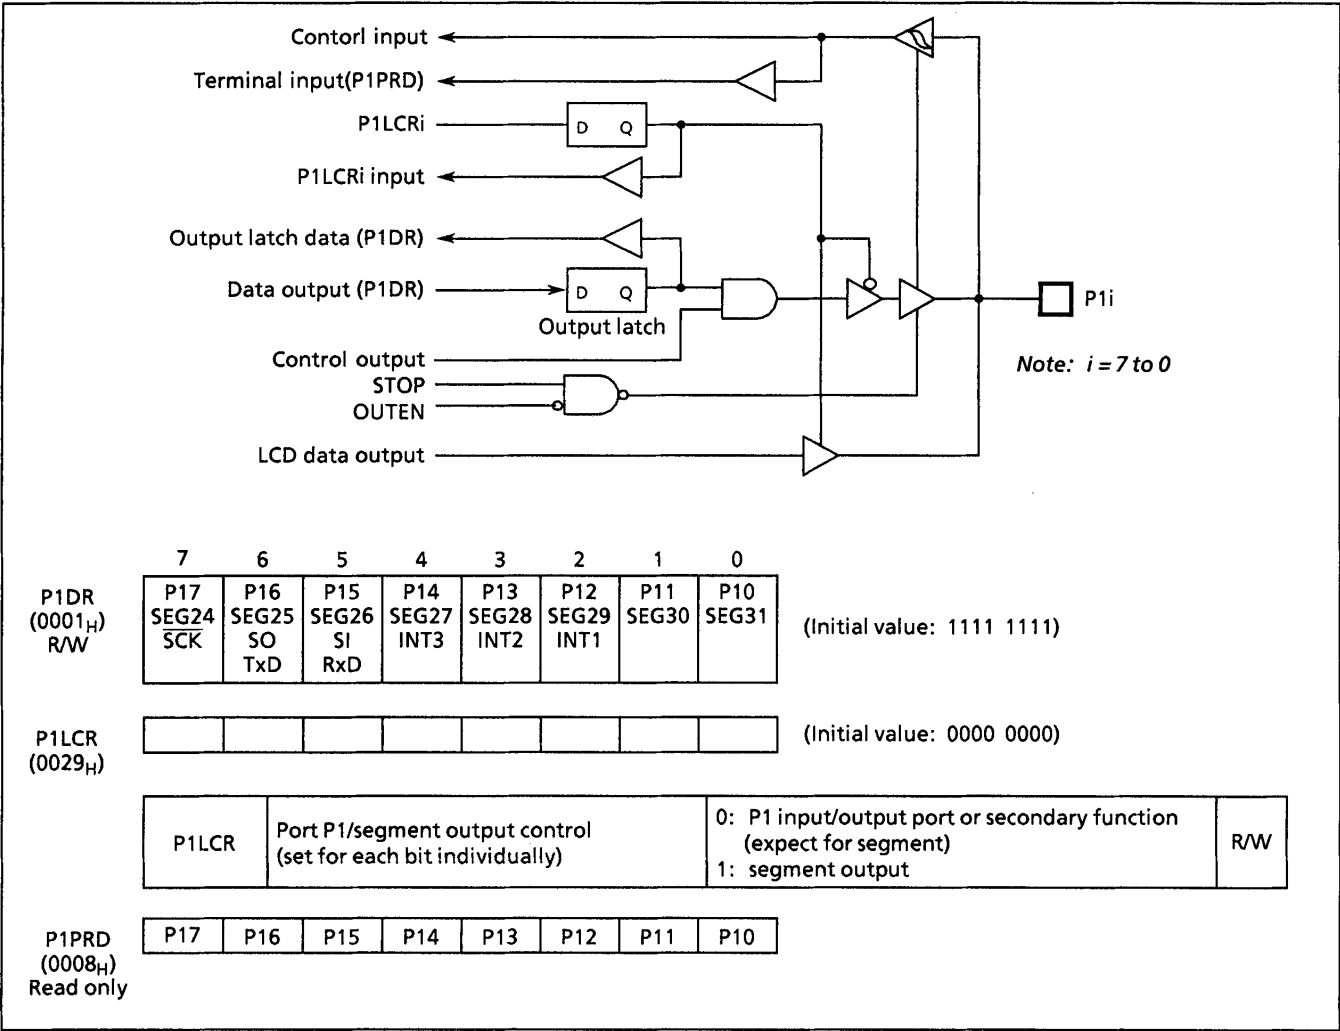 Contorl input
Terminal input(P1PRD)
P1LCRi
D Q
P1LCRi input
Output latch data (P1DR)
Data output (P1DR)
D Q
Output latch
P1i
Control output
Note: i = 7 to 0
STOP
OUTEN
LCD data output
7 6 5 4 3 2 1 0
P1DR
(0001H)
R/W
P17 P16 P15 P14 P13 P12 P11 P10
SEG24 SEG25 SEG26 SEG27 SEG28 SEG29 SEG30 SEG31
SCK SO SI INT3 INT2 INT1
TxD RxD
(Initial value: 1111 1111)
P1LCR
(0029H)
(Initial value: 0000 0000)
P1LCR
Port P1/segment output control
(set for each bit individually)
0: P1 input/output port or secondary function
(expect for segment)
1: segment output
R/W
P1PRD
(0008H)
Read only
P17 P16 P15 P14 P13 P12 P11 P10